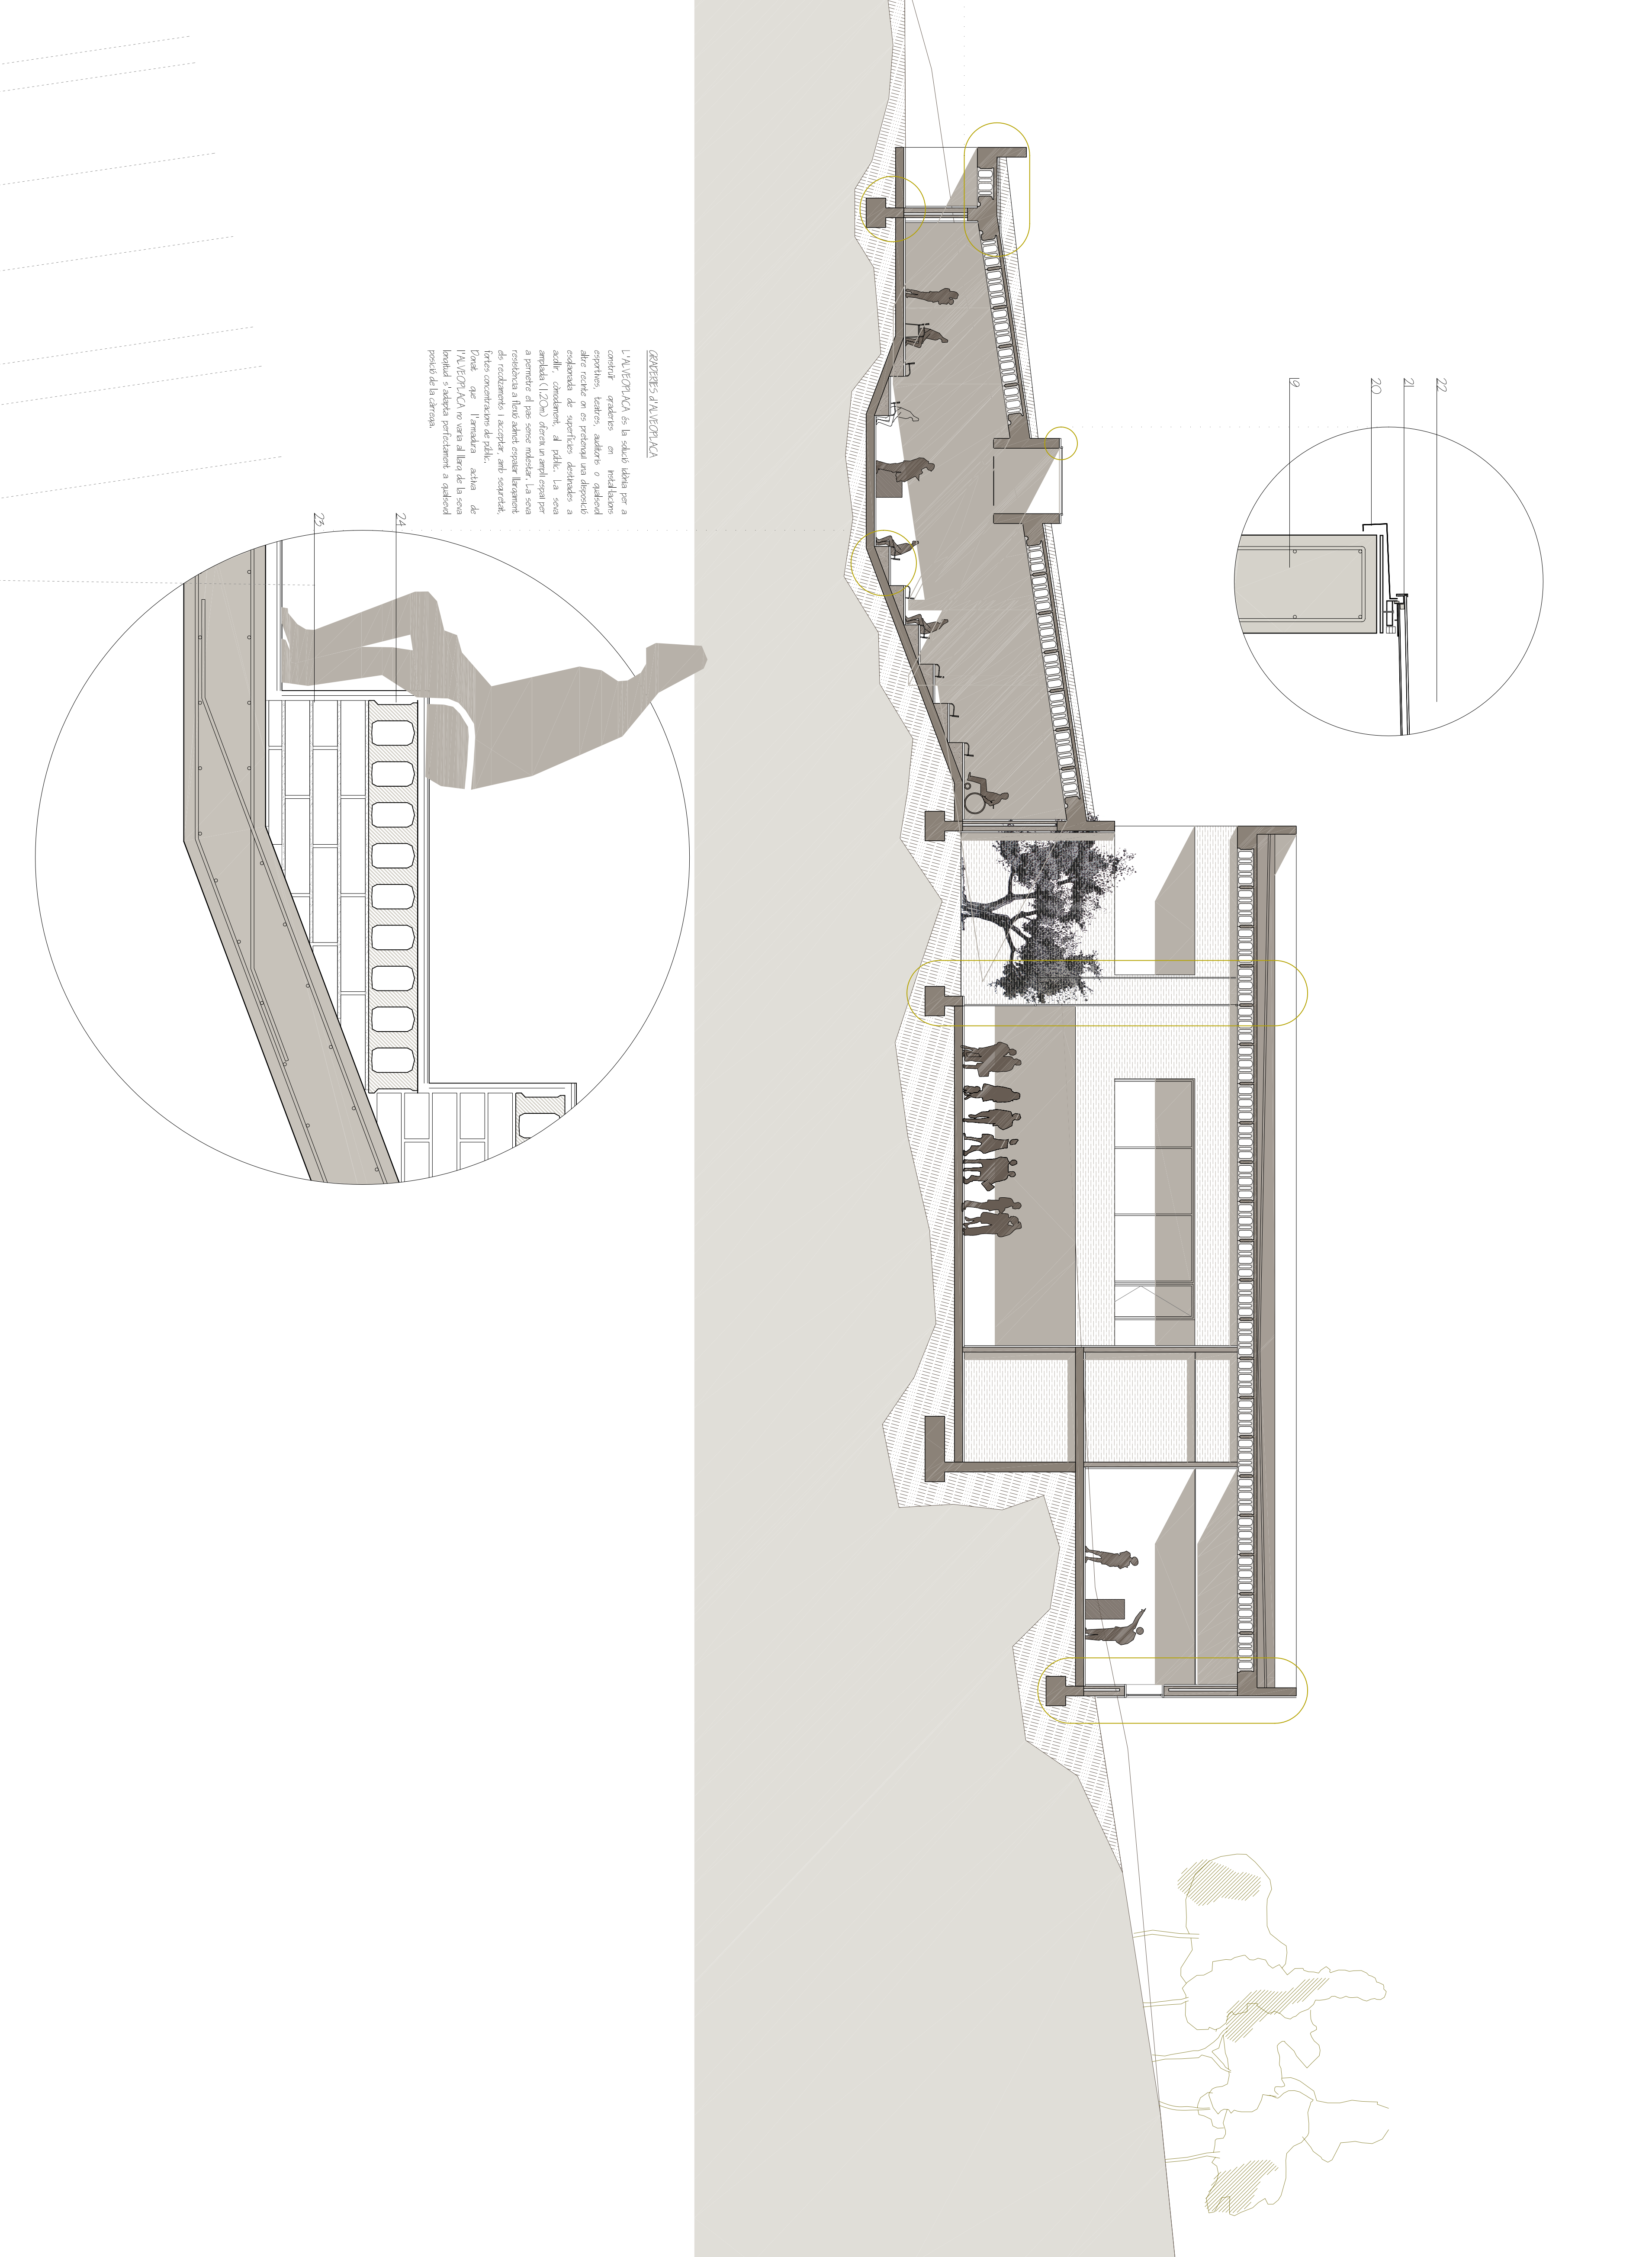 GRADERIES d'ALVEOPLACA
L'ALVEOPLACA és la solució idònia per a
construïr graderies en instal·lacions
esportives, teatres, auditoris o qualsevol
altre recinte on es pretengui una disposició
esglaonada de superfícies destinades a
acollir, còmodament, al públic. La seva
amplada (1,20m) ofereix un ampli espai per
a permetre el pas sense molestar. La seva
resistència a flexió admet espaiar llargament
els recolzaments i acceptar, amb seguretat,
fortes concentracions de públic.
Donat que l'armadura activa de
l'ALVEOPLACA no varia al llarg de la seva
longitud s'adapta perfectament a qualsevol
posició de la càrrega.
19
20
21
22
23
24